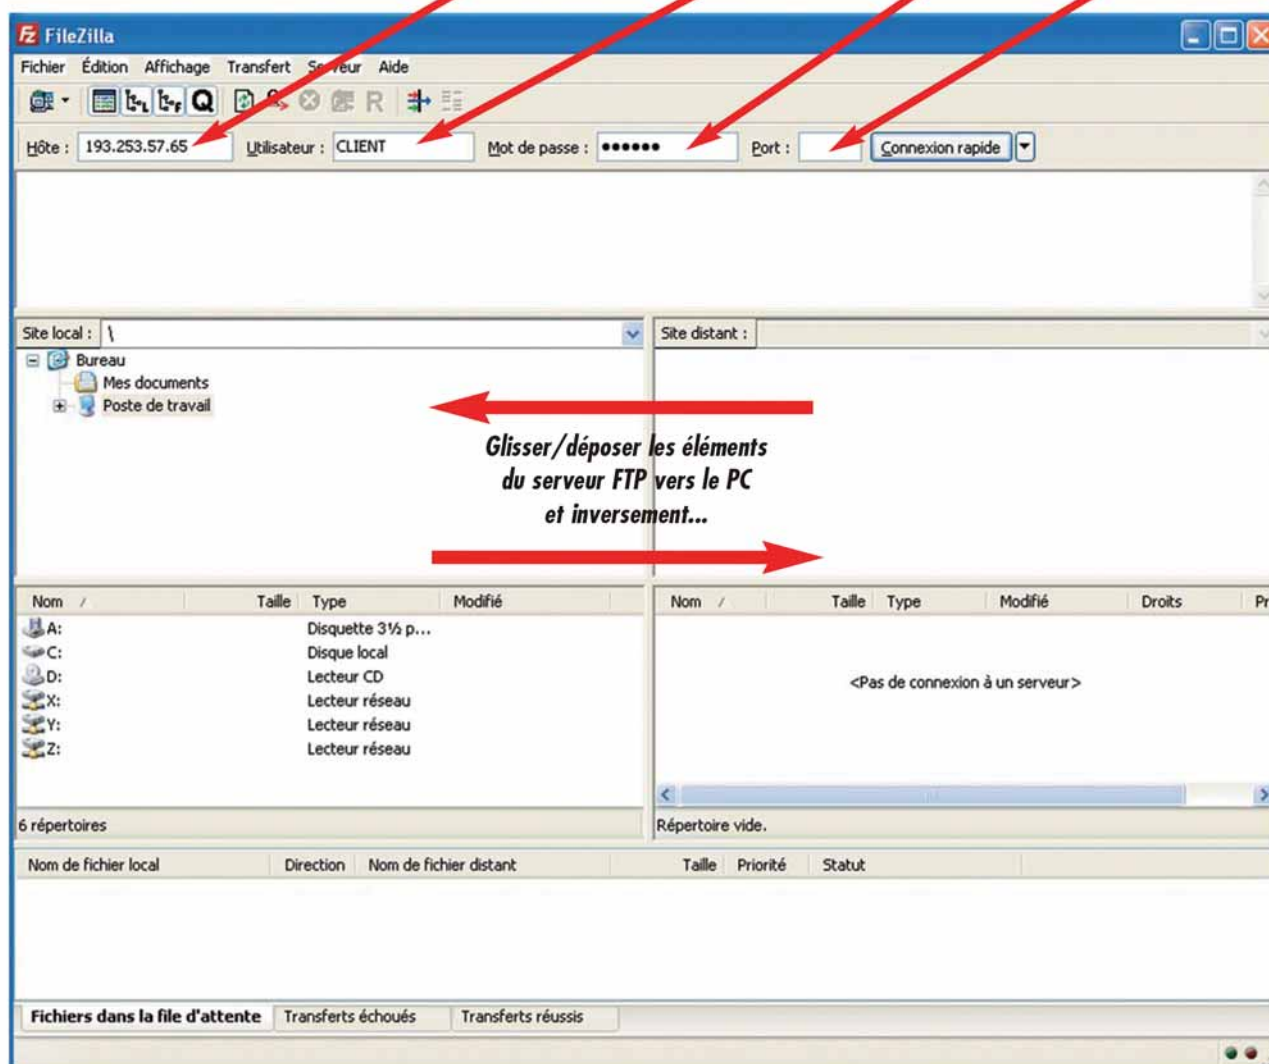 FileZilla
Fichier Édition Affichage Transfert Serveur Aide
Hôte : 193.253.57.65 Utilisateur : CLIENT Mot de passe : ●●●●●● Port : Connexion rapide
Site local : \
Site distant :
Bureau
Mes documents
Poste de travail
Glisser/déposer les éléments
du serveur FTP vers le PC
et inversement...
Nom Taille Type Modifié
A: Disquette 3½ p...
C: Disque local
D: Lecteur CD
X: Lecteur réseau
Y: Lecteur réseau
Z: Lecteur réseau
6 répertoires
Nom Taille Type Modifié Droits Pr
<Pas de connexion à un serveur>
Répertoire vide.
Nom de fichier local Direction Nom de fichier distant Taille Priorité Statut
Fichiers dans la file d'attente Transferts échoués Transferts réussis